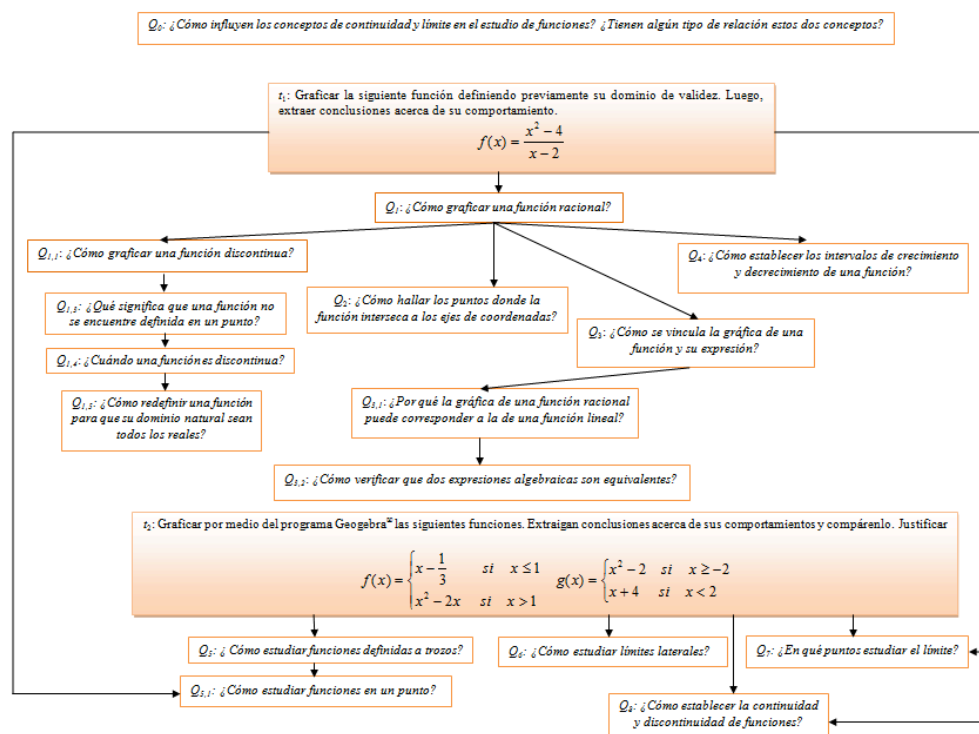 Q₀: ¿Cómo influyen los conceptos de continuidad y límite en el estudio de funciones? ¿Tienen algún tipo de relación estos dos conceptos?
t₁: Graficar la siguiente función definiendo previamente su dominio de validez. Luego,
extraer conclusiones acerca de su comportamiento.
f(x) = (x² − 4)/(x − 2)
Q₁: ¿Cómo graficar una función racional?
Q₁,₁: ¿Cómo graficar una función discontinua?
Q₄: ¿Cómo establecer los intervalos de crecimiento
y decrecimiento de una función?
Q₁,₃: ¿Qué significa que una función no
se encuentre definida en un punto?
Q₂: ¿Cómo hallar los puntos donde la
función interseca a los ejes de coordenadas?
Q₃: ¿Cómo se vincula la gráfica de una
función y su expresión?
Q₁,₄: ¿Cuándo una función es discontinua?
Q₁,₅: ¿Cómo redefinir una función
para que su dominio natural sean
todos los reales?
Q₃,₁: ¿Por qué la gráfica de una función racional
puede corresponder a la de una función lineal?
Q₃,₂: ¿Cómo verificar que dos expresiones algebraicas son equivalentes?
t₂: Graficar por medio del programa Geogebra las siguientes funciones. Extraigan conclusiones acerca de sus comportamientos y compárenlo. Justificar
f(x) = { x − 1/3 si x ≤ 1
x² − 2x si x > 1
g(x) = { x² − 2 si x ≥ −2
x + 4 si x < 2
Q₅: ¿ Cómo estudiar funciones definidas a trozos?
Q₆: ¿Cómo estudiar límites laterales?
Q₇: ¿En qué puntos estudiar el límite?
Q₅,₁: ¿Cómo estudiar funciones en un punto?
Q₈: ¿Cómo establecer la continuidad
y discontinuidad de funciones?